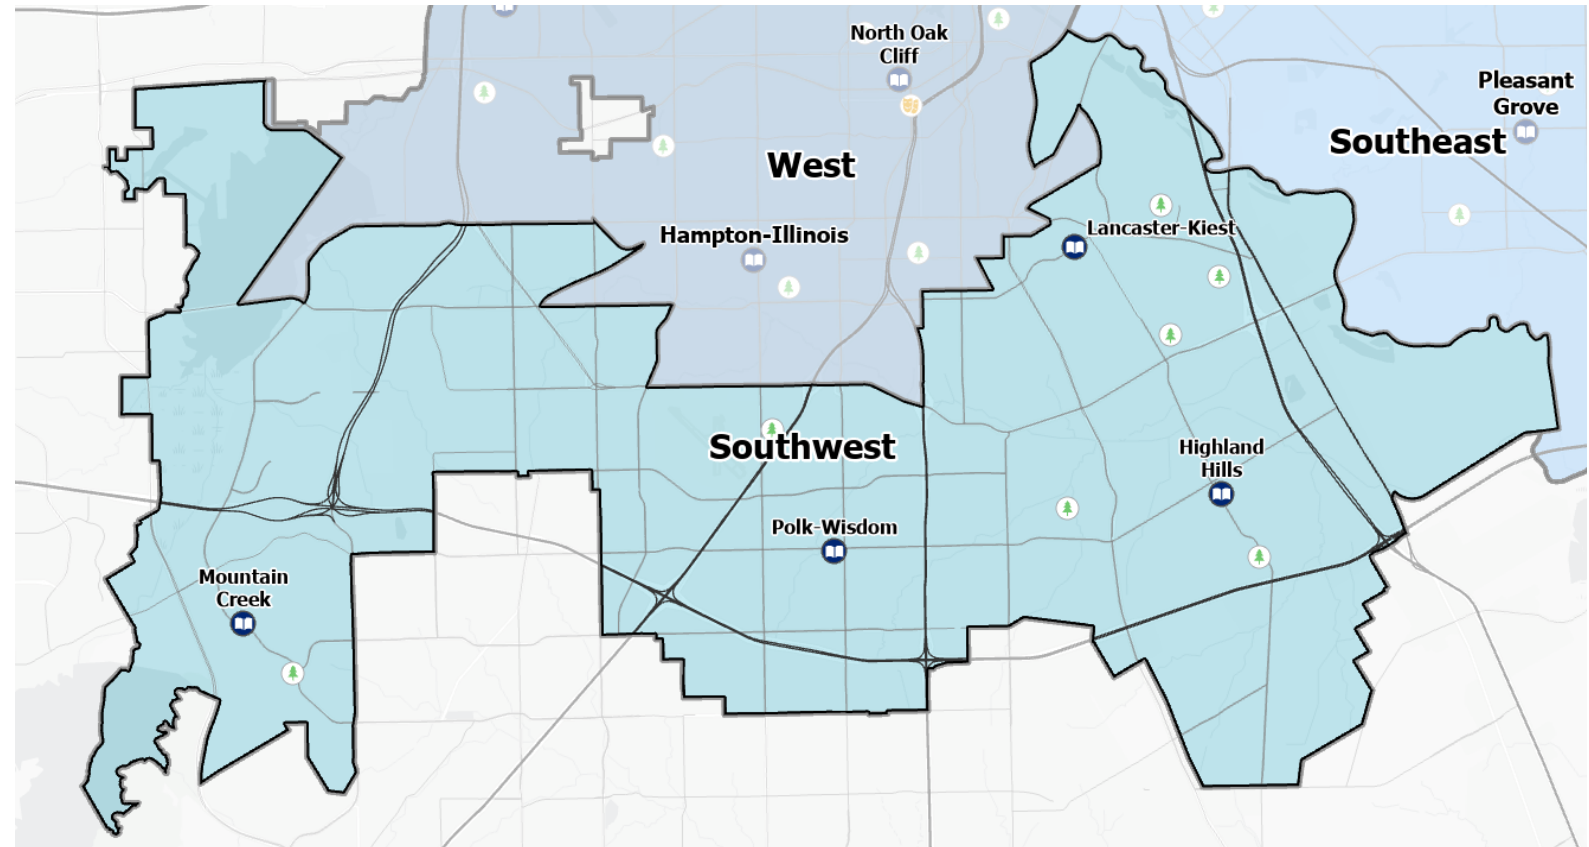 North Oak
Cliff
Pleasant
Grove
Southeast
West
Lancaster-Kiest
Hampton-Illinois
Southwest
Highland
Hills
Polk-Wisdom
Mountain
Creek